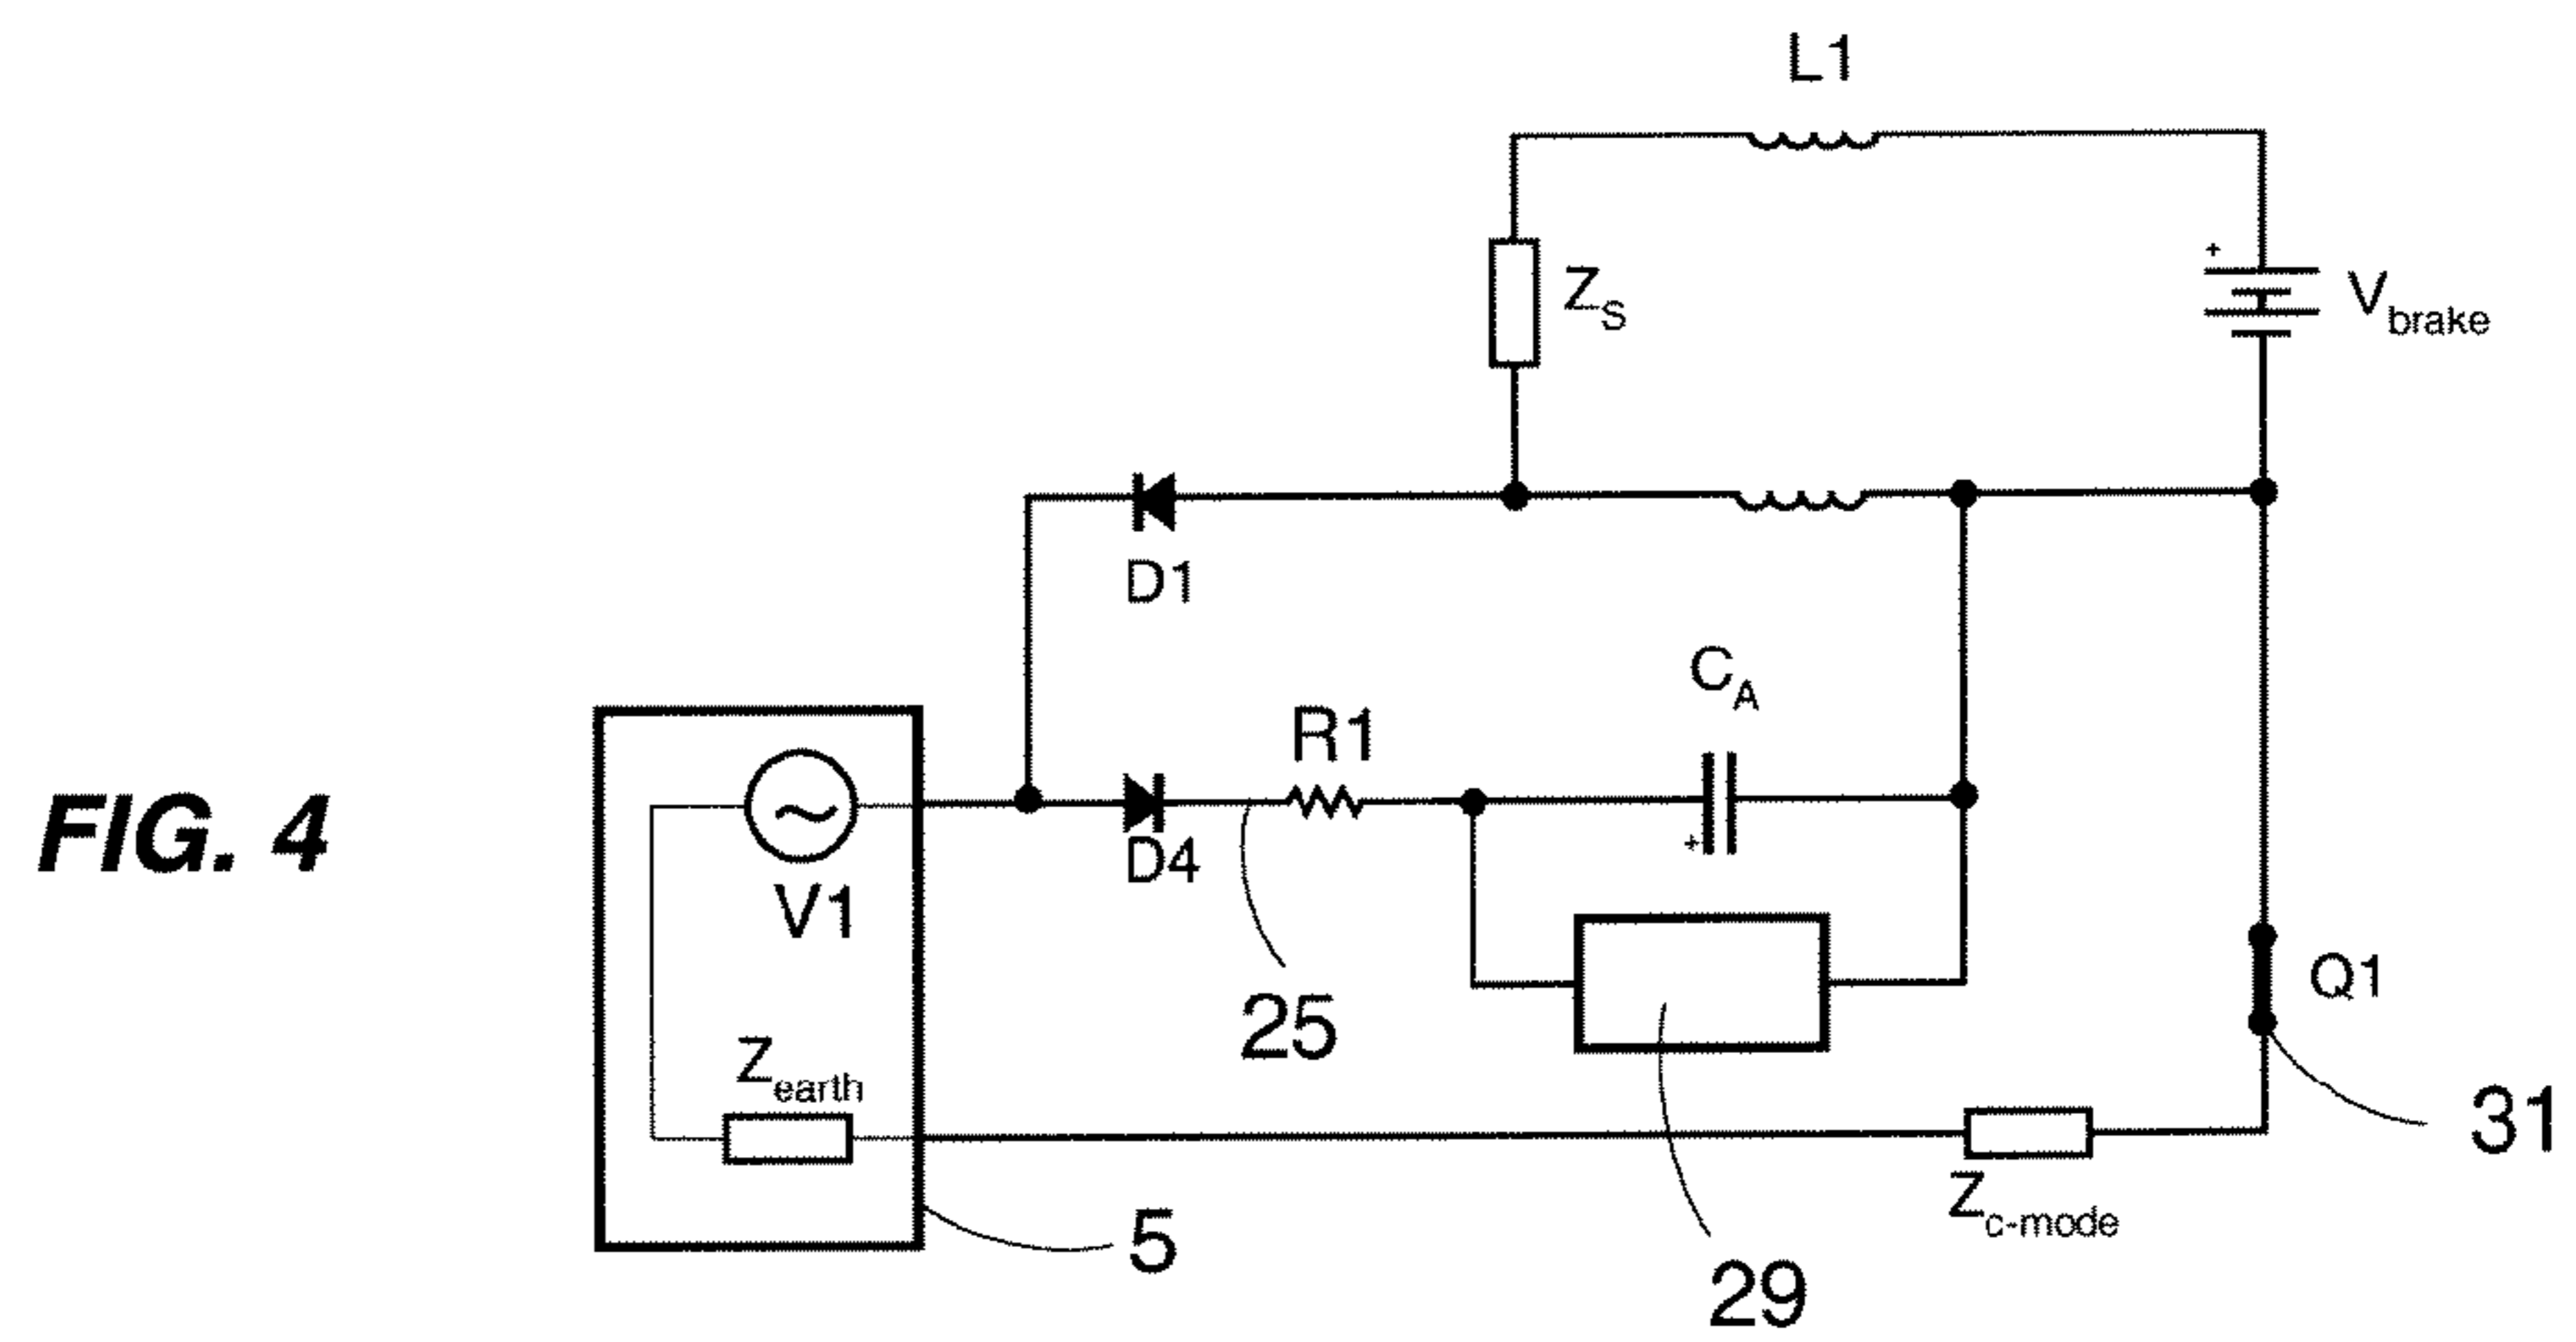 L1
+
Z_S
V_brake
D1
C_A
R1
FIG. 4
~
+
D4
V1
Q1
25
Z_earth
31
Z_c-mode
5
29